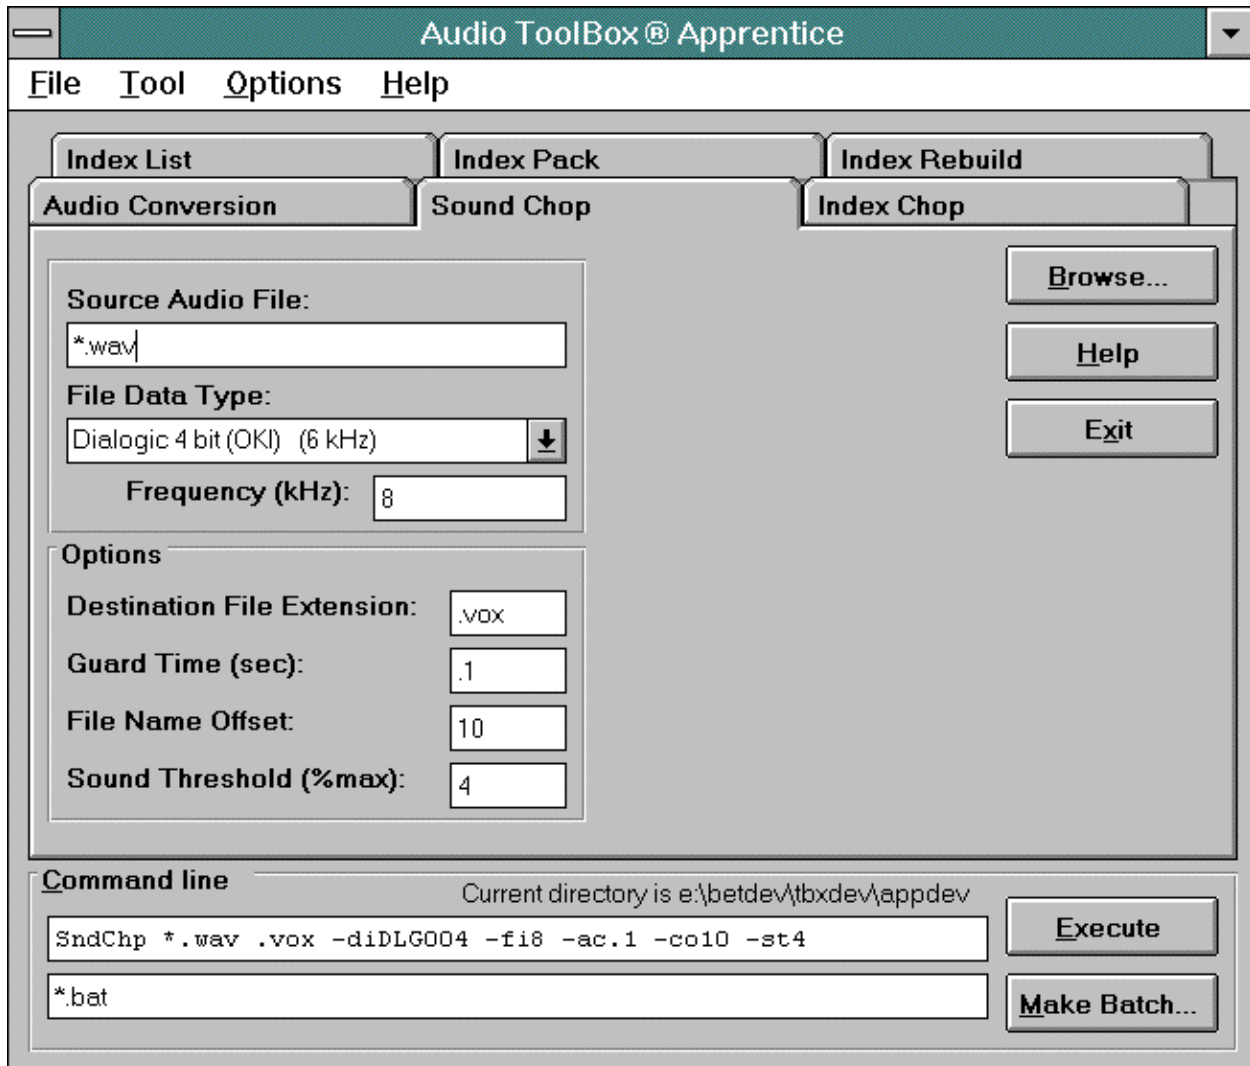 Audio ToolBox® Apprentice
File Tool Options Help
Index List Index Pack Index Rebuild
Audio Conversion Sound Chop Index Chop
Source Audio File:
*.wav
File Data Type:
Dialogic 4 bit (OKI) (6 kHz)
Frequency (kHz): 8
Browse...
Help
Exit
Options
Destination File Extension: .vox
Guard Time (sec): .1
File Name Offset: 10
Sound Threshold (%max): 4
Command line
Current directory is e:\betdev\tbxdev\appdev
SndChp *.wav .vox -diDLG004 -fi8 -ac.1 -co10 -st4
Execute
*.bat
Make Batch...